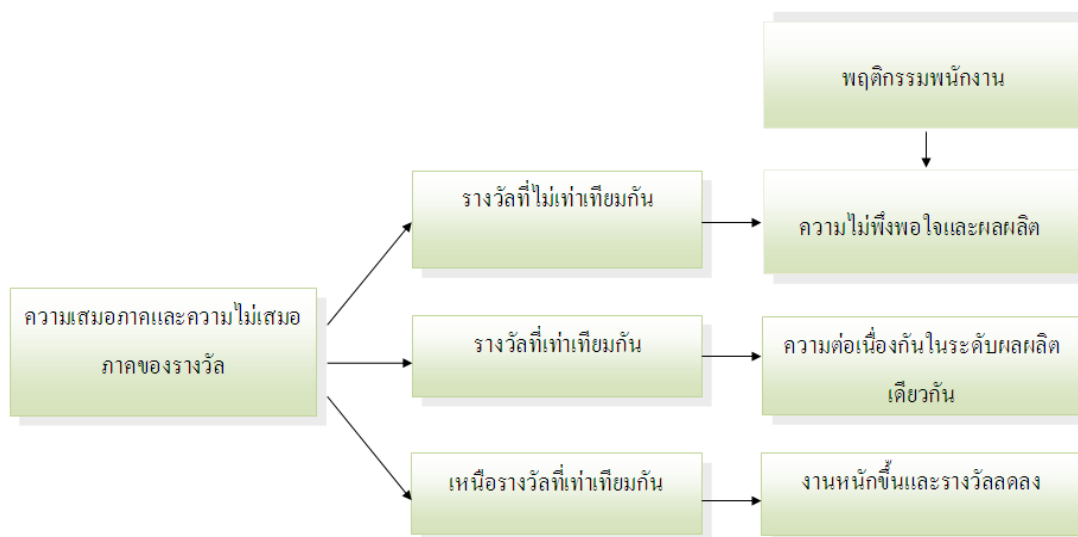 พฤติกรรมพนักงาน
รางวัลที่ไม่เท่าเทียมกัน
ความไม่พึงพอใจและผลผลิต
ความเสมอภาคและความไม่เสมอ
ภาคของรางวัล
รางวัลที่เท่าเทียมกัน
ความต่อเนื่องกันในระดับผลผลิต
เดียวกัน
เหนือรางวัลที่เท่าเทียมกัน
งานหนักขึ้นและรางวัลลดลง